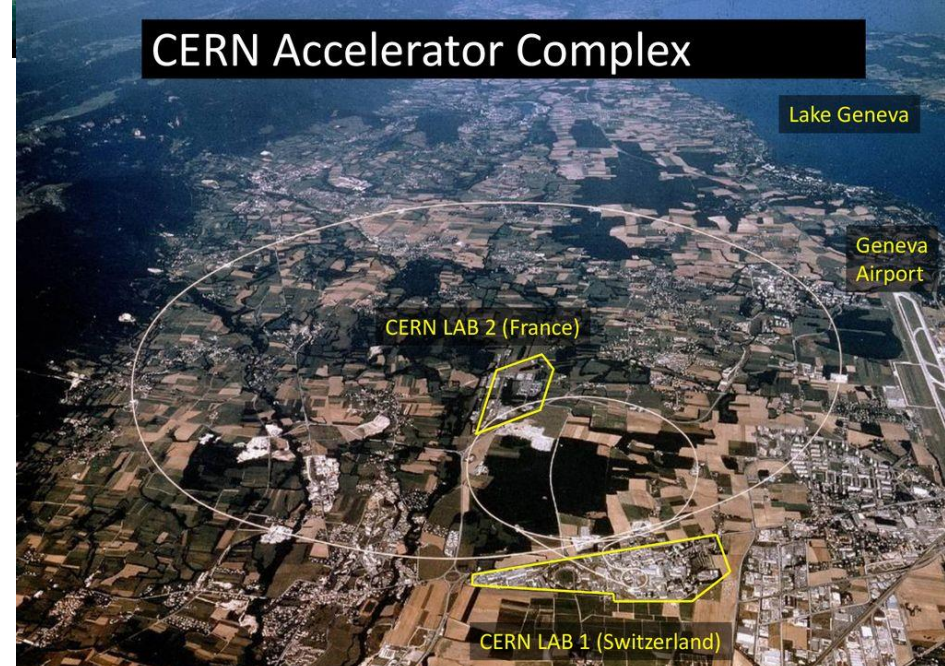 CERN Accelerator Complex
Lake Geneva
Geneva
Airport
CERN LAB 2 (France)
CERN LAB 1 (Switzerland)